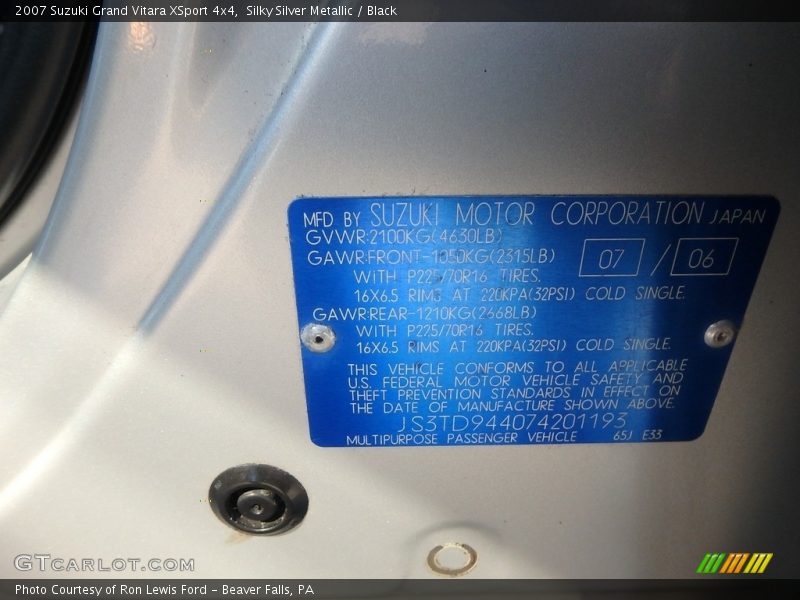 2007 Suzuki Grand Vitara XSport 4x4, Silky Silver Metallic / Black
MFD BY SUZUKI MOTOR CORPORATION JAPAN
GVWR:2100KG(4630LB)
GAWR:FRONT-1050KG(2315LB)
07 / 06
WITH P225/70R16 TIRES.
16X6.5 RIMS AT 220KPA(32PSI) COLD SINGLE.
GAWR:REAR-1210KG(2668LB)
WITH P225/70R16 TIRES.
16X6.5 RIMS AT 220KPA(32PSI) COLD SINGLE.
THIS VEHICLE CONFORMS TO ALL APPLICABLE
U.S. FEDERAL MOTOR VEHICLE SAFETY AND
THEFT PREVENTION STANDARDS IN EFFECT ON
THE DATE OF MANUFACTURE SHOWN ABOVE.
JS3TD944074201193
MULTIPURPOSE PASSENGER VEHICLE 65J E33
GTCARLOT.COM
Photo Courtesy of Ron Lewis Ford - Beaver Falls, PA